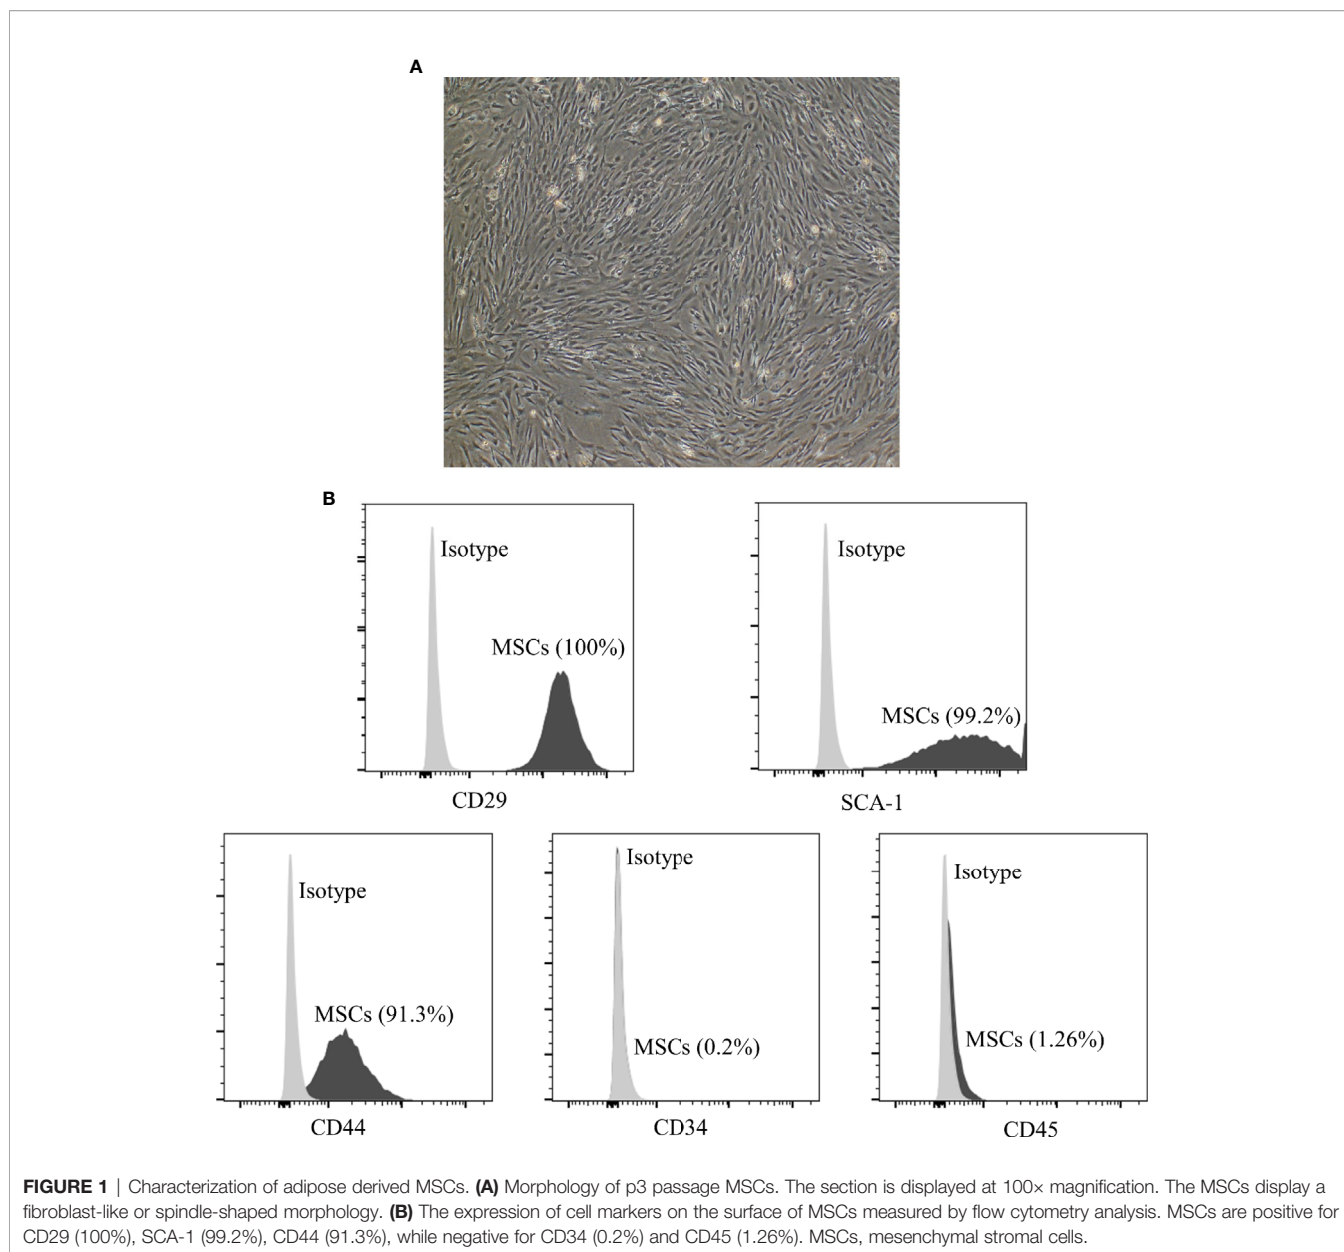 A
B
Isotype
MSCs (100%)
CD29
Isotype
MSCs (99.2%)
SCA-1
Isotype
MSCs (91.3%)
CD44
Isotype
MSCs (0.2%)
CD34
Isotype
MSCs (1.26%)
CD45
FIGURE 1 | Characterization of adipose derived MSCs. (A) Morphology of p3 passage MSCs. The section is displayed at 100× magnification. The MSCs display a
fibroblast-like or spindle-shaped morphology. (B) The expression of cell markers on the surface of MSCs measured by flow cytometry analysis. MSCs are positive for
CD29 (100%), SCA-1 (99.2%), CD44 (91.3%), while negative for CD34 (0.2%) and CD45 (1.26%). MSCs, mesenchymal stromal cells.